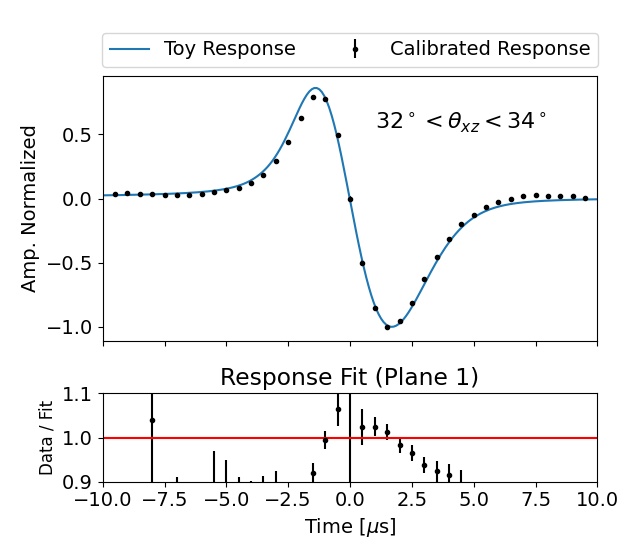 Toy Response Calibrated Response
32° < θxz < 34°
Amp. Normalized
0.5
0.0
−0.5
−1.0
Response Fit (Plane 1)
Data / Fit
1.1
1.0
0.9
−10.0 −7.5 −5.0 −2.5 0.0 2.5 5.0 7.5 10.0
Time [μs]